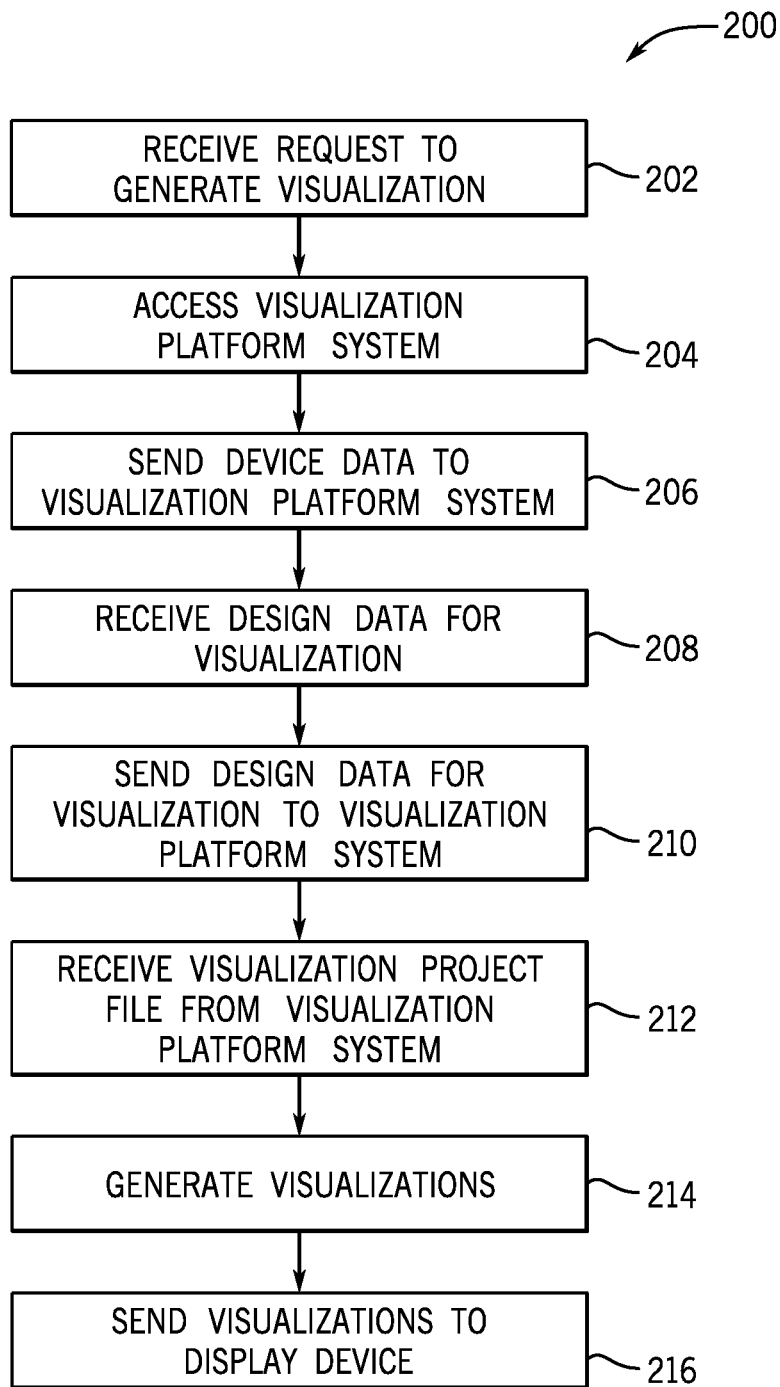 200
RECEIVE REQUEST TO
GENERATE VISUALIZATION
202
ACCESS VISUALIZATION
PLATFORM SYSTEM
204
SEND DEVICE DATA TO
VISUALIZATION PLATFORM SYSTEM
206
RECEIVE DESIGN DATA FOR
VISUALIZATION
208
SEND DESIGN DATA FOR
VISUALIZATION TO VISUALIZATION
PLATFORM SYSTEM
210
RECEIVE VISUALIZATION PROJECT
FILE FROM VISUALIZATION
PLATFORM SYSTEM
212
GENERATE VISUALIZATIONS
214
SEND VISUALIZATIONS TO
DISPLAY DEVICE
216